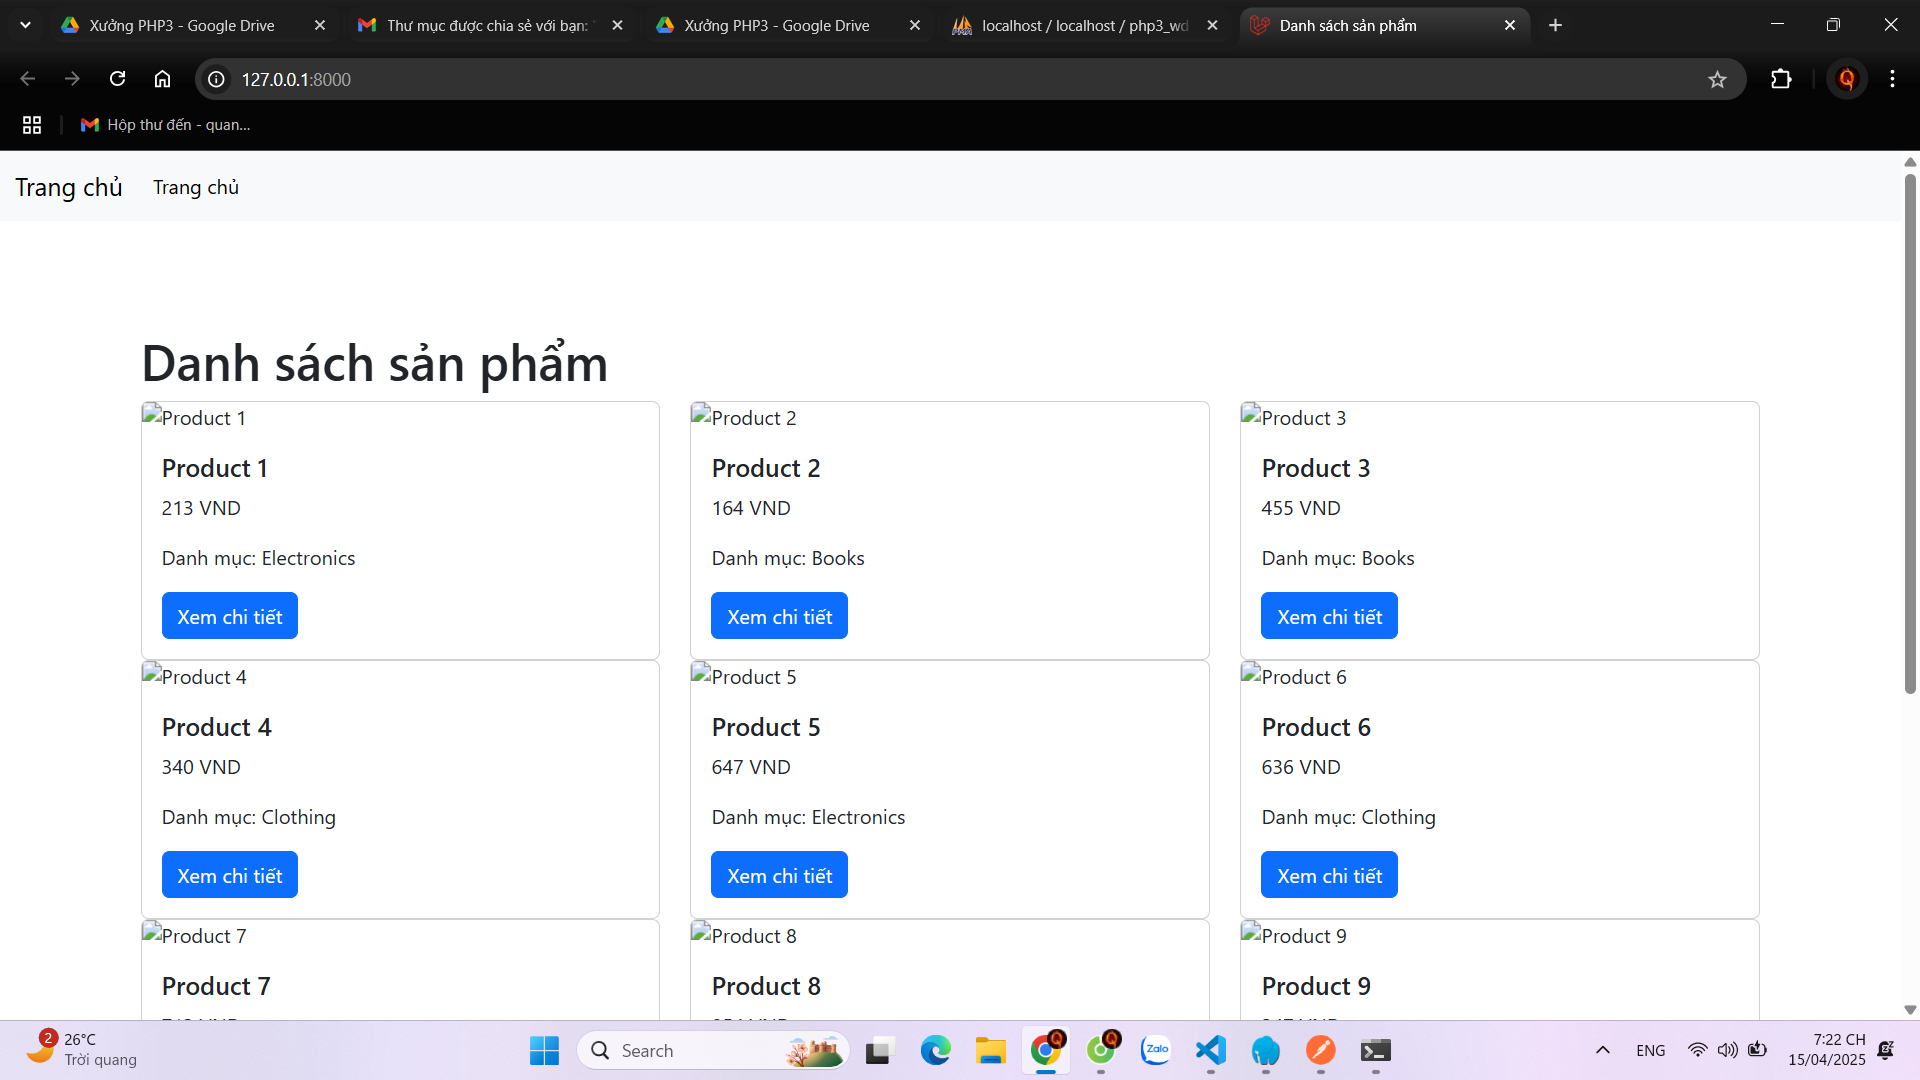 Xưởng PHP3 - Google Drive
Thư mục được chia sẻ với bạn:
Xưởng PHP3 - Google Drive
localhost / localhost / php3_wd
Danh sách sản phẩm
127.0.0.1:8000
Hộp thư đến - quan...
Trang chủ
Trang chủ
Danh sách sản phẩm
Product 1
Product 2
Product 3
Product 1
Product 2
Product 3
213 VND
164 VND
455 VND
Danh mục: Electronics
Danh mục: Books
Danh mục: Books
Xem chi tiết
Xem chi tiết
Xem chi tiết
Product 4
Product 5
Product 6
Product 4
Product 5
Product 6
340 VND
647 VND
636 VND
Danh mục: Clothing
Danh mục: Electronics
Danh mục: Clothing
Xem chi tiết
Xem chi tiết
Xem chi tiết
Product 7
Product 8
Product 9
Product 7
Product 8
Product 9
2
26°C
Trời quang
Search
Zalo
ENG
7:22 CH
15/04/2025